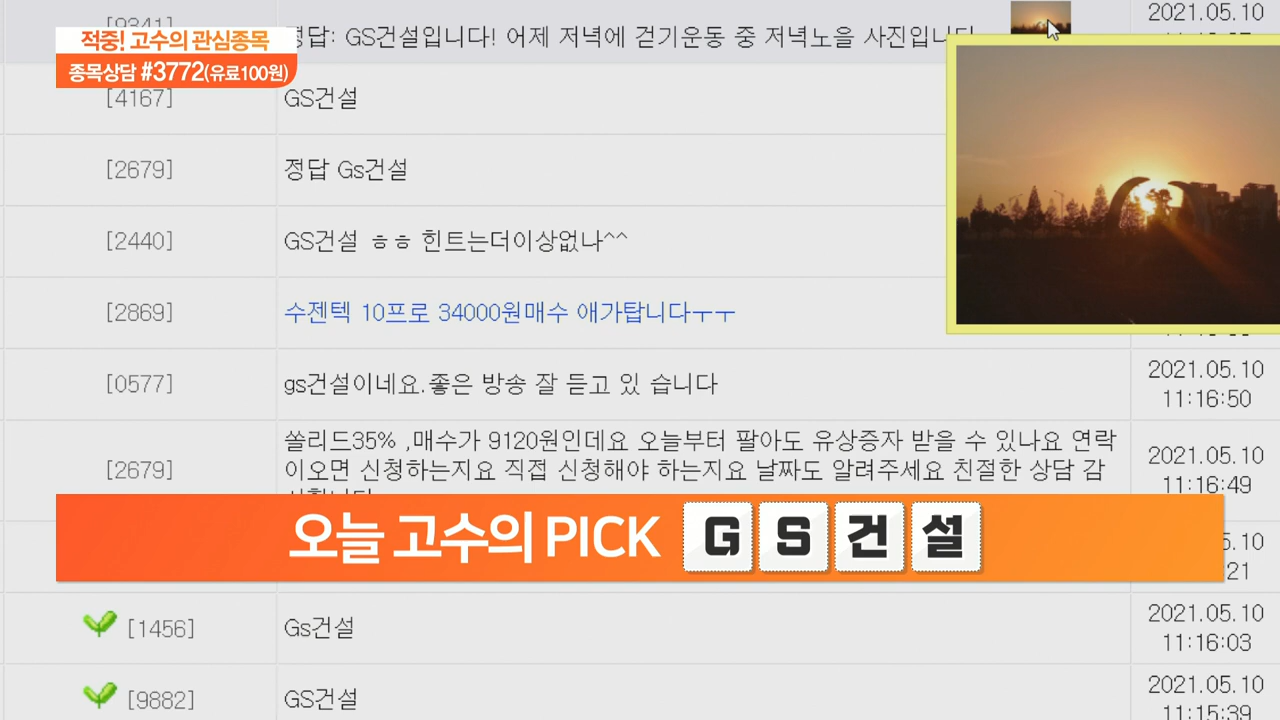 적중! 고수의 관심종목
종목상담 #3772(유료100원)
[9341]
정답: GS건설입니다! 어제 저녁에 걷기운동 중 저녁노을 사진입니다
2021.05.10
[4167]
GS건설
[2679]
정답 Gs건설
[2440]
GS건설 ㅎㅎ 힌트는더이상없나^^
[2869]
수젠텍 10프로 34000원매수 애가탑니다ㅜㅜ
[0577]
gs건설이네요.좋은 방송 잘 듣고 있 습니다
2021.05.10
11:16:50
[2679]
쏠리드35% ,매수가 9120원인데요 오늘부터 팔아도 유상증자 받을 수 있나요 연락
이오면 신청하는지요 직접 신청해야 하는지요 날짜도 알려주세요 친절한 상담 감
2021.05.10
11:16:49
오늘 고수의 PICK GS건설
5.10
21
[1456]
Gs건설
2021.05.10
11:16:03
[9882]
GS건설
2021.05.10
11:15:39